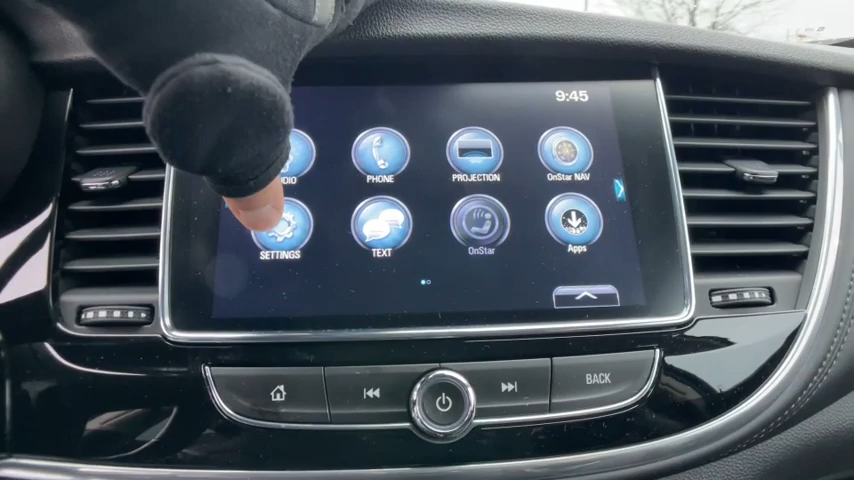 9:45
PHONE
PROJECTION
OnStar NAV
SETTINGS
TEXT
OnStar
Apps
BACK